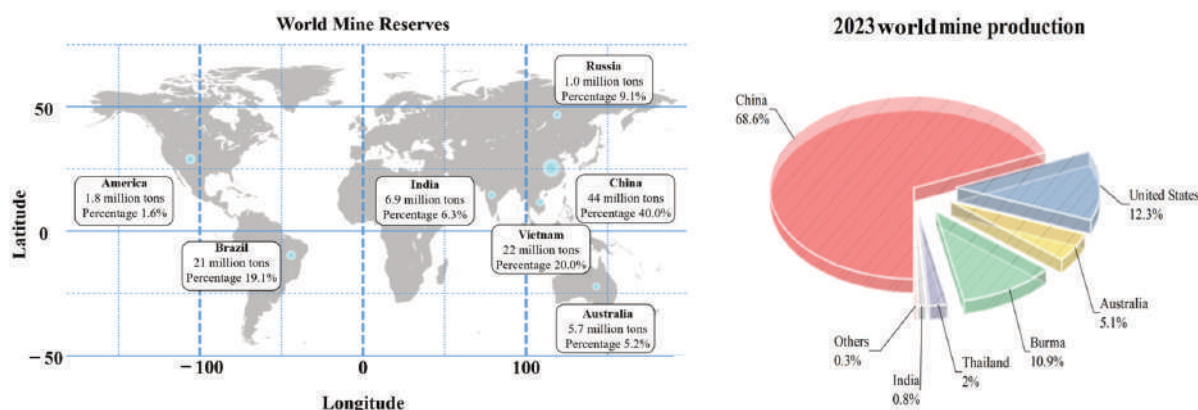 World Mine Reserves
Russia
1.0 million tons
Percentage 9.1%
50
America
1.8 million tons
Percentage 1.6%
India
6.9 million tons
Percentage 6.3%
China
44 million tons
Percentage 40.0%
Latitude
0
Brazil
21 million tons
Percentage 19.1%
Vietnam
22 million tons
Percentage 20.0%
Australia
5.7 million tons
Percentage 5.2%
−50
−100
0
100
Longitude
2023 world mine production
China
68.6%
United States
12.3%
Australia
5.1%
Burma
10.9%
Thailand
2%
India
0.8%
Others
0.3%